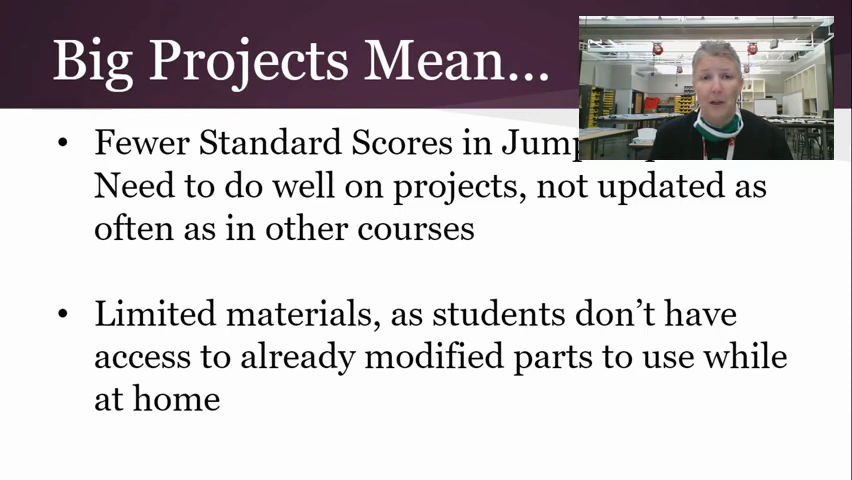 Big Projects Mean...
• Fewer Standard Scores in
Need to do well on projects, not updated as
often as in other courses
• Limited materials, as students don’t have
access to already modified parts to use while
at home